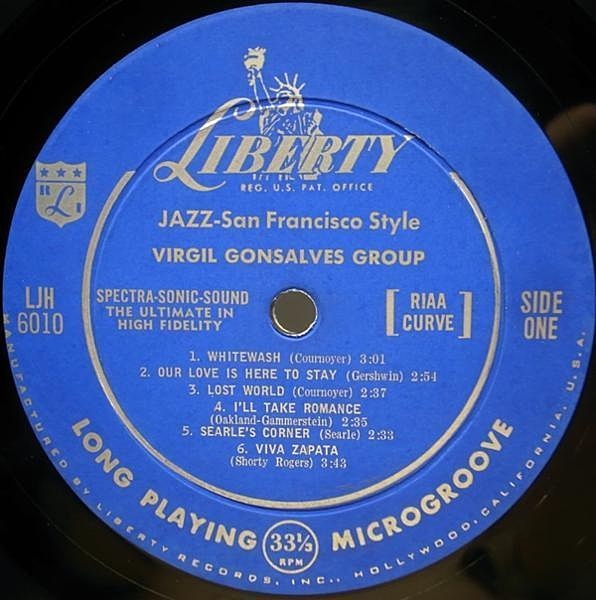 LIBERTY
REG. U.S. PAT. OFFICE
R L I
JAZZ-San Francisco Style
VIRGIL GONSALVES GROUP
LJH
6010
SPECTRA-SONIC-SOUND
THE ULTIMATE IN
HIGH FIDELITY
[RIAA
CURVE]
SIDE
ONE
1. WHITEWASH (Cournoyer) 3:01
2. OUR LOVE IS HERE TO STAY (Gershwin) 2:54
3. LOST WORLD (Cournoyer) 2:37
4. I'LL TAKE ROMANCE
(Oakland-Gammerstein) 2:35
5. SEARLE'S CORNER (Searle) 2:33
6. VIVA ZAPATA
(Shorty Rogers) 3:43
LONG PLAYING 33⅓ RPM MICROGROOVE
MANUFACTURED BY LIBERTY RECORDS, INC., HOLLYWOOD, CALIFORNIA, U.S.A.